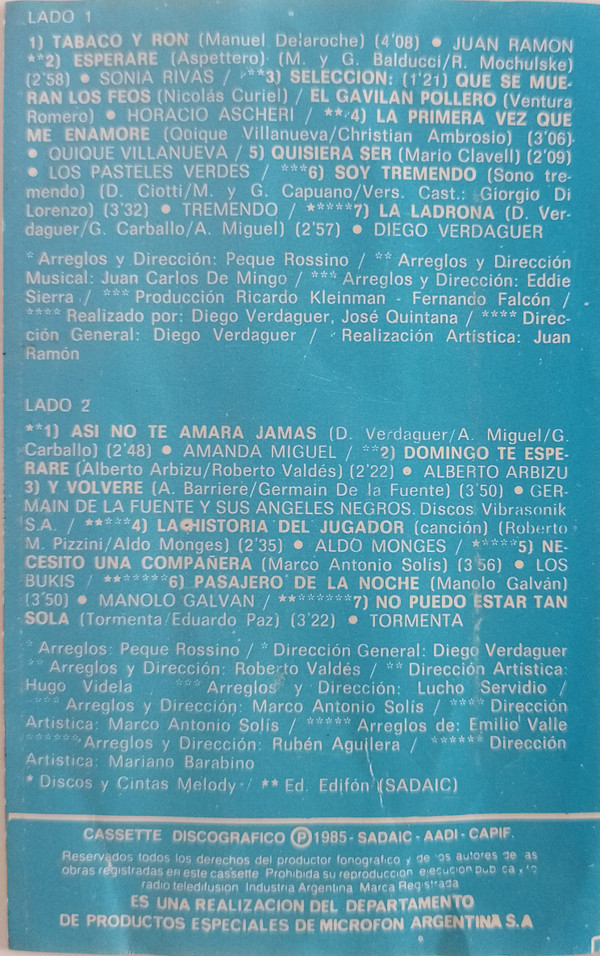 LADO 1
1) TABACO Y RON (Manuel Delaroche) (4'08) ● JUAN RAMON
**2) ESPERARE (Aspettero) (M. y G. Balducci/R. Mochulske)
(2'58) ● SONIA RIVAS / **3) SELECCION: (1'21) QUE SE MUE-
RAN LOS FEOS (Nicolás Curiel) / EL GAVILAN POLLERO (Ventura
Romero) ● HORACIO ASCHERI / **4) LA PRIMERA VEZ QUE
ME ENAMORE (Quique Villanueva/Christian Ambrosio) (3'06)
● QUIQUE VILLANUEVA / 5) QUISIERA SER (Mario Clavell) (2'09)
● LOS PASTELES VERDES / ***6) SOY TREMENDO (Sono tre-
mendo) (D. Ciotti/M. y G. Capuano/Vers. Cast.: Giorgio Di
Lorenzo) (3'32) ● TREMENDO / *****7) LA LADRONA (D. Ver-
daguer/G. Carballo/A. Miguel) (2'57) ● DIEGO VERDAGUER
* Arreglos y Dirección: Peque Rossino / ** Arreglos y Dirección
Musical: Juan Carlos De Mingo / *** Arreglos y Dirección: Eddie
Sierra / *** Producción Ricardo Kleinman - Fernando Falcón /
**** Realizado por: Diego Verdaguer, José Quintana / **** Direc-
ción General: Diego Verdaguer / * Realización Artística: Juan
Ramón
LADO 2
**1) ASI NO TE AMARA JAMAS (D. Verdaguer/A. Miguel/G.
Carballo) (2'48) ● AMANDA MIGUEL / **2) DOMINGO TE ESPE-
RARE (Alberto Arbizu/Roberto Valdés) (2'22) ● ALBERTO ARBIZU
3) Y VOLVERE (A. Barriere/Germain De la Fuente) (3'50) ● GER-
MAIN DE LA FUENTE Y SUS ANGELES NEGROS. Discos Vibrasonik
S.A. / *****4) LA HISTORIA DEL JUGADOR (canción) (Roberto
M. Pizzini/Aldo Monges) (2'35) ● ALDO MONGES / *****5) NE-
CESITO UNA COMPAÑERA (Marco Antonio Solís) (3'56) ● LOS
BUKIS / *******6) PASAJERO DE LA NOCHE (Manolo Galván)
(3'50) ● MANOLO GALVAN / ********7) NO PUEDO ESTAR TAN
SOLA (Tormenta/Eduardo Paz) (3'22) ● TORMENTA
* Arreglos: Peque Rossino / * Dirección General: Diego Verdaguer
** Arreglos y Dirección: Roberto Valdés / ** Dirección Artística:
Hugo Videla *** Arreglos y Dirección: Lucho Servidio /
**** Arreglos y Dirección: Marco Antonio Solís / **** Dirección
Artistica: Marco Antonio Solís / ***** Arreglos de: Emilio Valle
****** Arreglos y Dirección: Rubén Aguilera / ****** Dirección
Artistica: Mariano Barabino
* Discos y Cintas Melody / ** Ed. Edifón (SADAIC)
CASSETTE DISCOGRAFICO Ⓟ 1985 - SADAIC - AADI - CAPIF.
Reservados todos los derechos del productor fonografico y de los autores de las
obras registradas en este cassette Prohibida su reproducción ejecución publica y/o
radio teledifusion Industria Argentina Marca Registrada
ES UNA REALIZACION DEL DEPARTAMENTO
DE PRODUCTOS ESPECIALES DE MICROFON ARGENTINA S.A